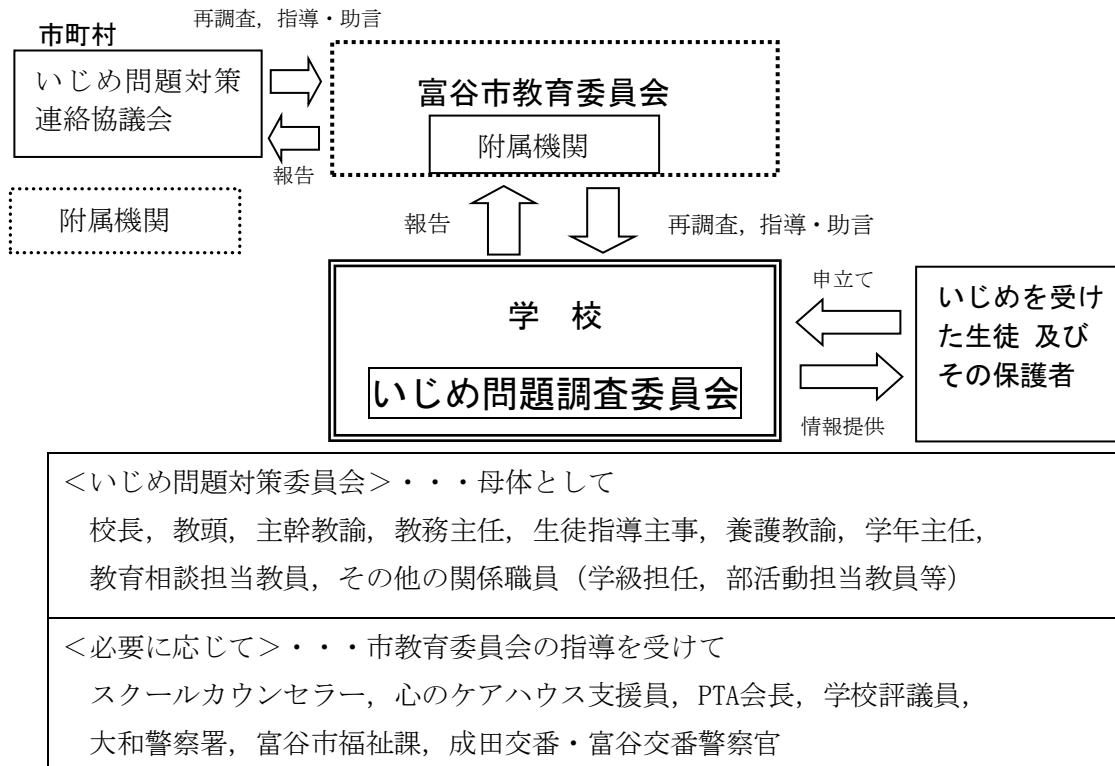 再調査，指導・助言
市町村
いじめ問題対策
連絡協議会
富谷市教育委員会
附属機関
報告
附属機関
報告
再調査，指導・助言
学　校
いじめ問題調査委員会
申立て
情報提供
いじめを受け
た生徒 及び
その保護者
＜いじめ問題対策委員会＞・・・母体として
校長，教頭，主幹教諭，教務主任，生徒指導主事，養護教諭，学年主任，
教育相談担当教員，その他の関係職員（学級担任，部活動担当教員等）
＜必要に応じて＞・・・市教育委員会の指導を受けて
スクールカウンセラー，心のケアハウス支援員，PTA会長，学校評議員，
大和警察署，富谷市福祉課，成田交番・富谷交番警察官